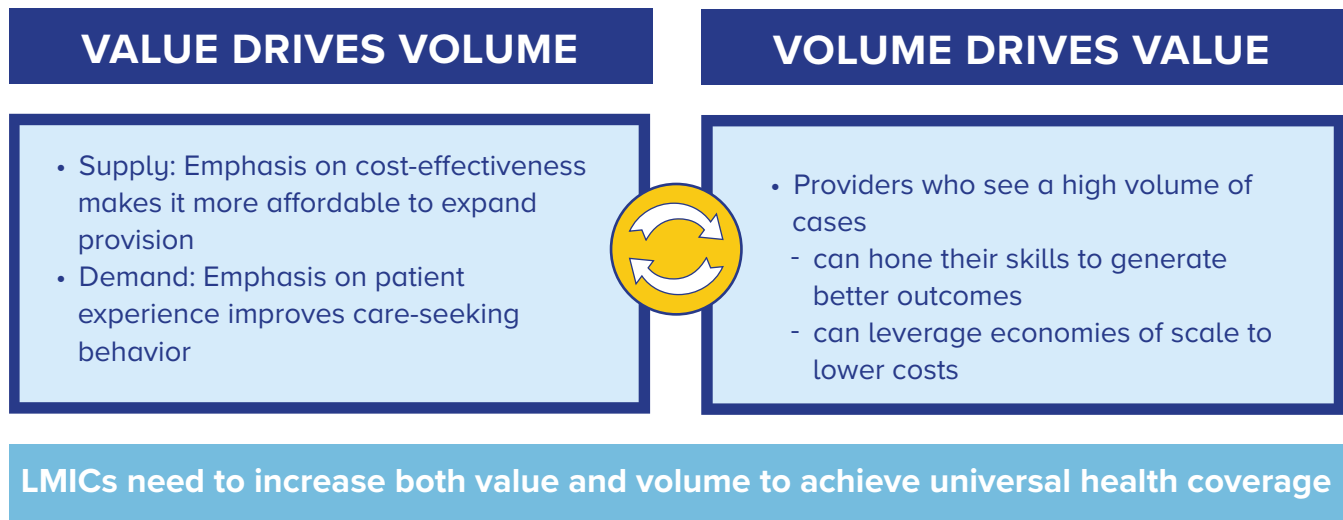 VALUE DRIVES VOLUME
• Supply: Emphasis on cost-effectiveness
makes it more affordable to expand
provision
• Demand: Emphasis on patient
experience improves care-seeking
behavior
VOLUME DRIVES VALUE
• Providers who see a high volume of
cases
- can hone their skills to generate
better outcomes
- can leverage economies of scale to
lower costs
LMICs need to increase both value and volume to achieve universal health coverage